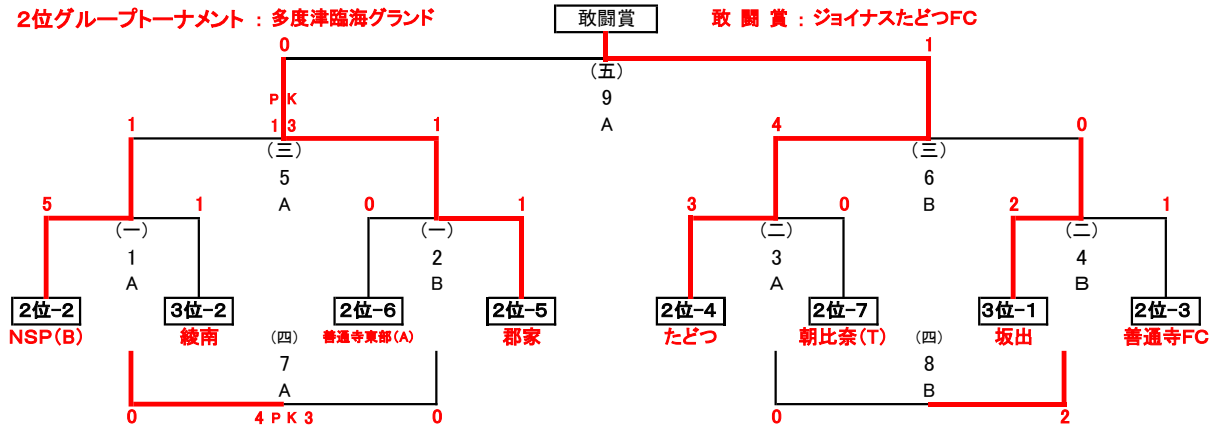 2位グループトーナメント : 多度津臨海グランド
敢闘賞
敢 闘 賞 : ジョイナスたどつFC
0 1
(五)
9
A
P K
1 1 3 1 4 0
(三) (三)
5 6
A B
5 1 0 1 3 0 2 1
(一) (一) (二) (二)
1 2 3 4
A B A B
2位-2 3位-2 2位-6 2位-5 2位-4 2位-7 3位-1 2位-3
NSP(B) 綾南 善通寺東部(A) 郡家 たどつ 朝比奈(T) 坂出 善通寺FC
(四) (四)
7 8
A B
0 4 P K 3 0 0 2